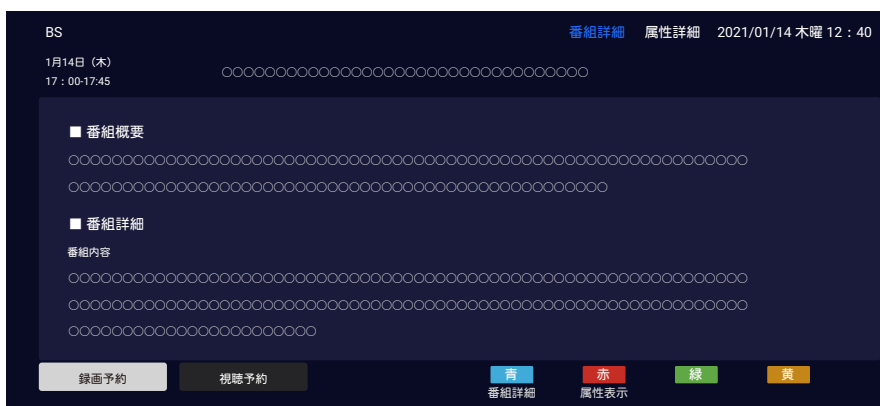 BS 番組詳細 属性詳細 2021/01/14 木曜 12：40
1月14日（木）
17：00-17:45 ○○○○○○○○○○○○○○○○○○○○○○○○○○○○○○○○○○
■ 番組概要
○○○○○○○○○○○○○○○○○○○○○○○○○○○○○○○○○○○○○○○○○○○○○○○○○○○○○○○○○○○○○○○
○○○○○○○○○○○○○○○○○○○○○○○○○○○○○○○○○○○○○○○○○○○○○○○○○○
■ 番組詳細
番組内容
○○○○○○○○○○○○○○○○○○○○○○○○○○○○○○○○○○○○○○○○○○○○○○○○○○○○○○○○○○○○○○○
○○○○○○○○○○○○○○○○○○○○○○○○○○○○○○○○○○○○○○○○○○○○○○○○○○○○○○○○○○○○○○○
○○○○○○○○○○○○○○○○○○○○○○○
録画予約 視聴予約 青 赤 緑 黄
番組詳細 属性表示